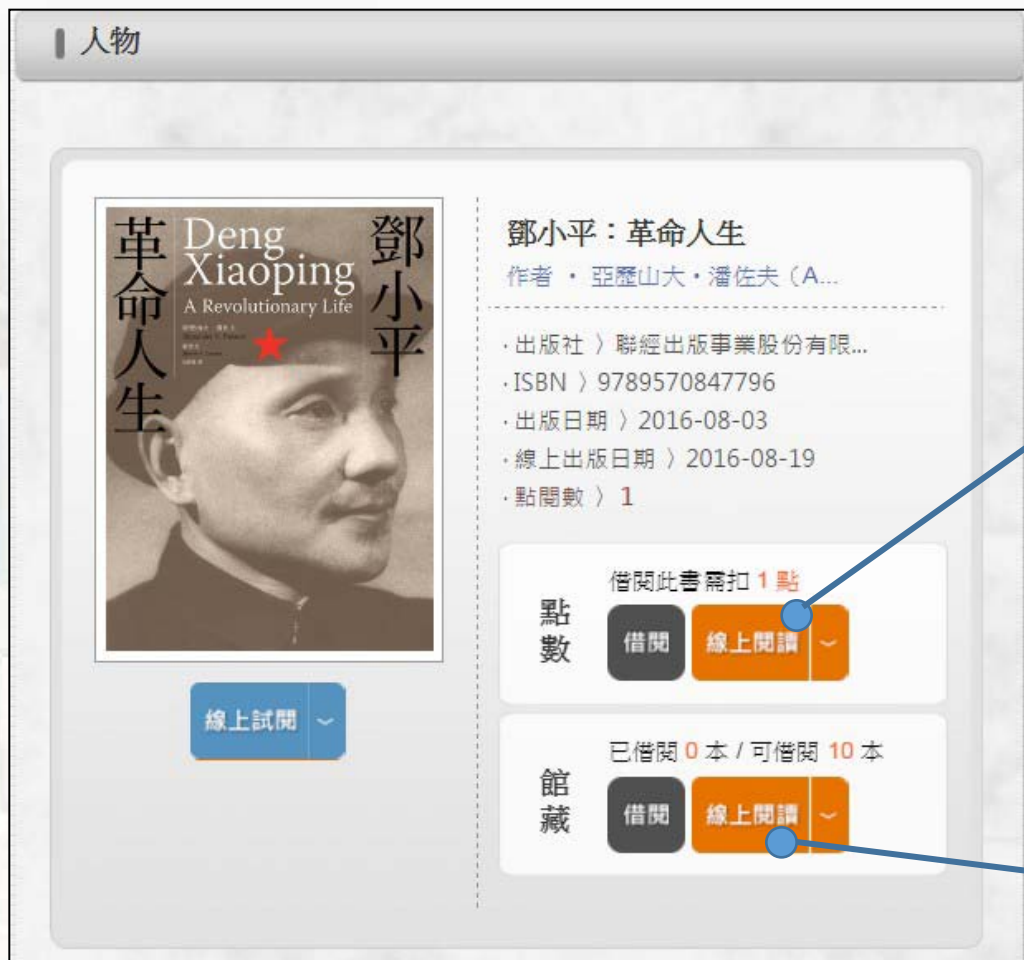 人物
革命人生
Deng
Xiaoping
A Revolutionary Life
鄧小平
線上試閱
鄧小平：革命人生
作者 ‧ 亞歷山大‧潘佐夫（A...
‧出版社 〉聯經出版事業股份有限...
‧ISBN 〉9789570847796
‧出版日期 〉2016-08-03
‧線上出版日期 〉2016-08-19
‧點閱數 〉1
點數
借閱此書需扣 1 點
借閱 線上閱讀
館藏
已借閱 0 本 / 可借閱 10 本
借閱 線上閱讀